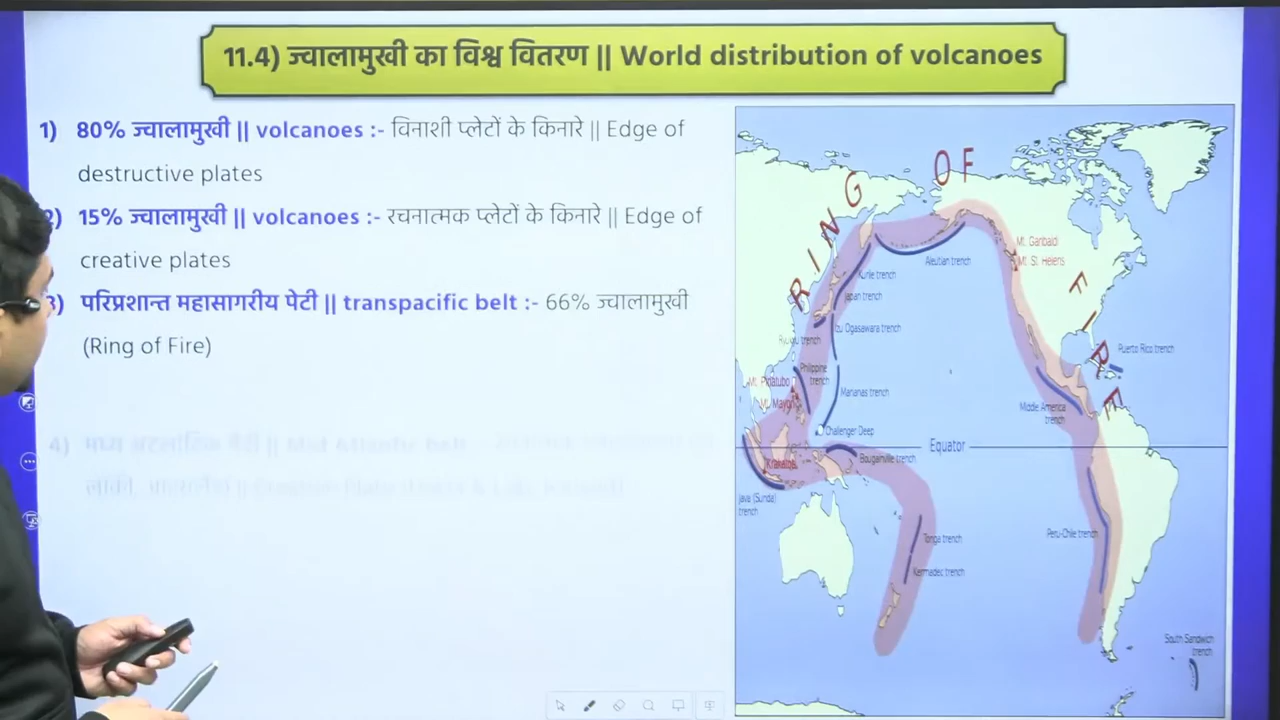 11.4) ज्वालामुखी का विश्व वितरण || World distribution of volcanoes
1) 80% ज्वालामुखी || volcanoes :- विनाशी प्लेटों के किनारे || Edge of
destructive plates
2) 15% ज्वालामुखी || volcanoes :- रचनात्मक प्लेटों के किनारे || Edge of
creative plates
3) परिप्रशान्त महासागरीय पेटी || transpacific belt :- 66% ज्वालामुखी
(Ring of Fire)
RING OF FIRE
Mt. Garibaldi
Mt. St. Helens
Aleutian trench
Kurile trench
Japan trench
Izu Ogasawara trench
Ryukyu trench
Puerto Rico trench
Philippine
trench
Mt. Pinatubo
Mt. Mayon
Marianas trench
Middle America
trench
Challenger Deep
Equator
Krakatoa
Bougainville trench
Java (Sunda)
trench
Tonga trench
Peru-Chile trench
Kermadec trench
South Sandwich
trench